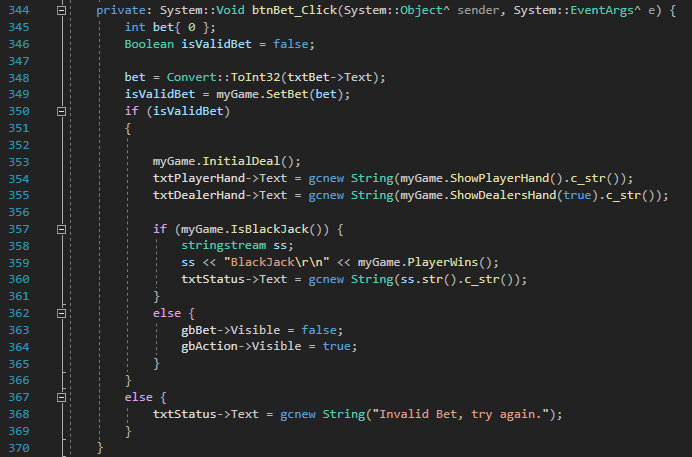 344 private: System::Void btnBet_Click(System::Object^ sender, System::EventArgs^ e) {
345 int bet{ 0 };
346 Boolean isValidBet = false;
347
348 bet = Convert::ToInt32(txtBet->Text);
349 isValidBet = myGame.SetBet(bet);
350 if (isValidBet)
351 {
352
353 myGame.InitialDeal();
354 txtPlayerHand->Text = gcnew String(myGame.ShowPlayerHand().c_str());
355 txtDealerHand->Text = gcnew String(myGame.ShowDealersHand(true).c_str());
356
357 if (myGame.IsBlackJack()) {
358 stringstream ss;
359 ss << "BlackJack\r\n" << myGame.PlayerWins();
360 txtStatus->Text = gcnew String(ss.str().c_str());
361 }
362 else {
363 gbBet->Visible = false;
364 gbAction->Visible = true;
365 }
366 }
367 else {
368 txtStatus->Text = gcnew String("Invalid Bet, try again.");
369 }
370 }